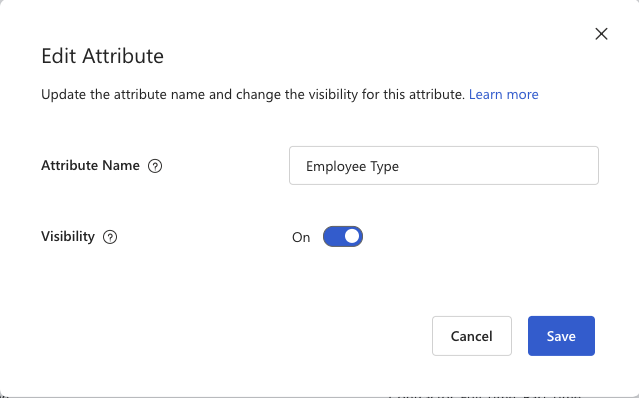 Edit Attribute
Update the attribute name and change the visibility for this attribute. Learn more
Attribute Name ?
Employee Type
Visibility ?
On
Cancel
Save